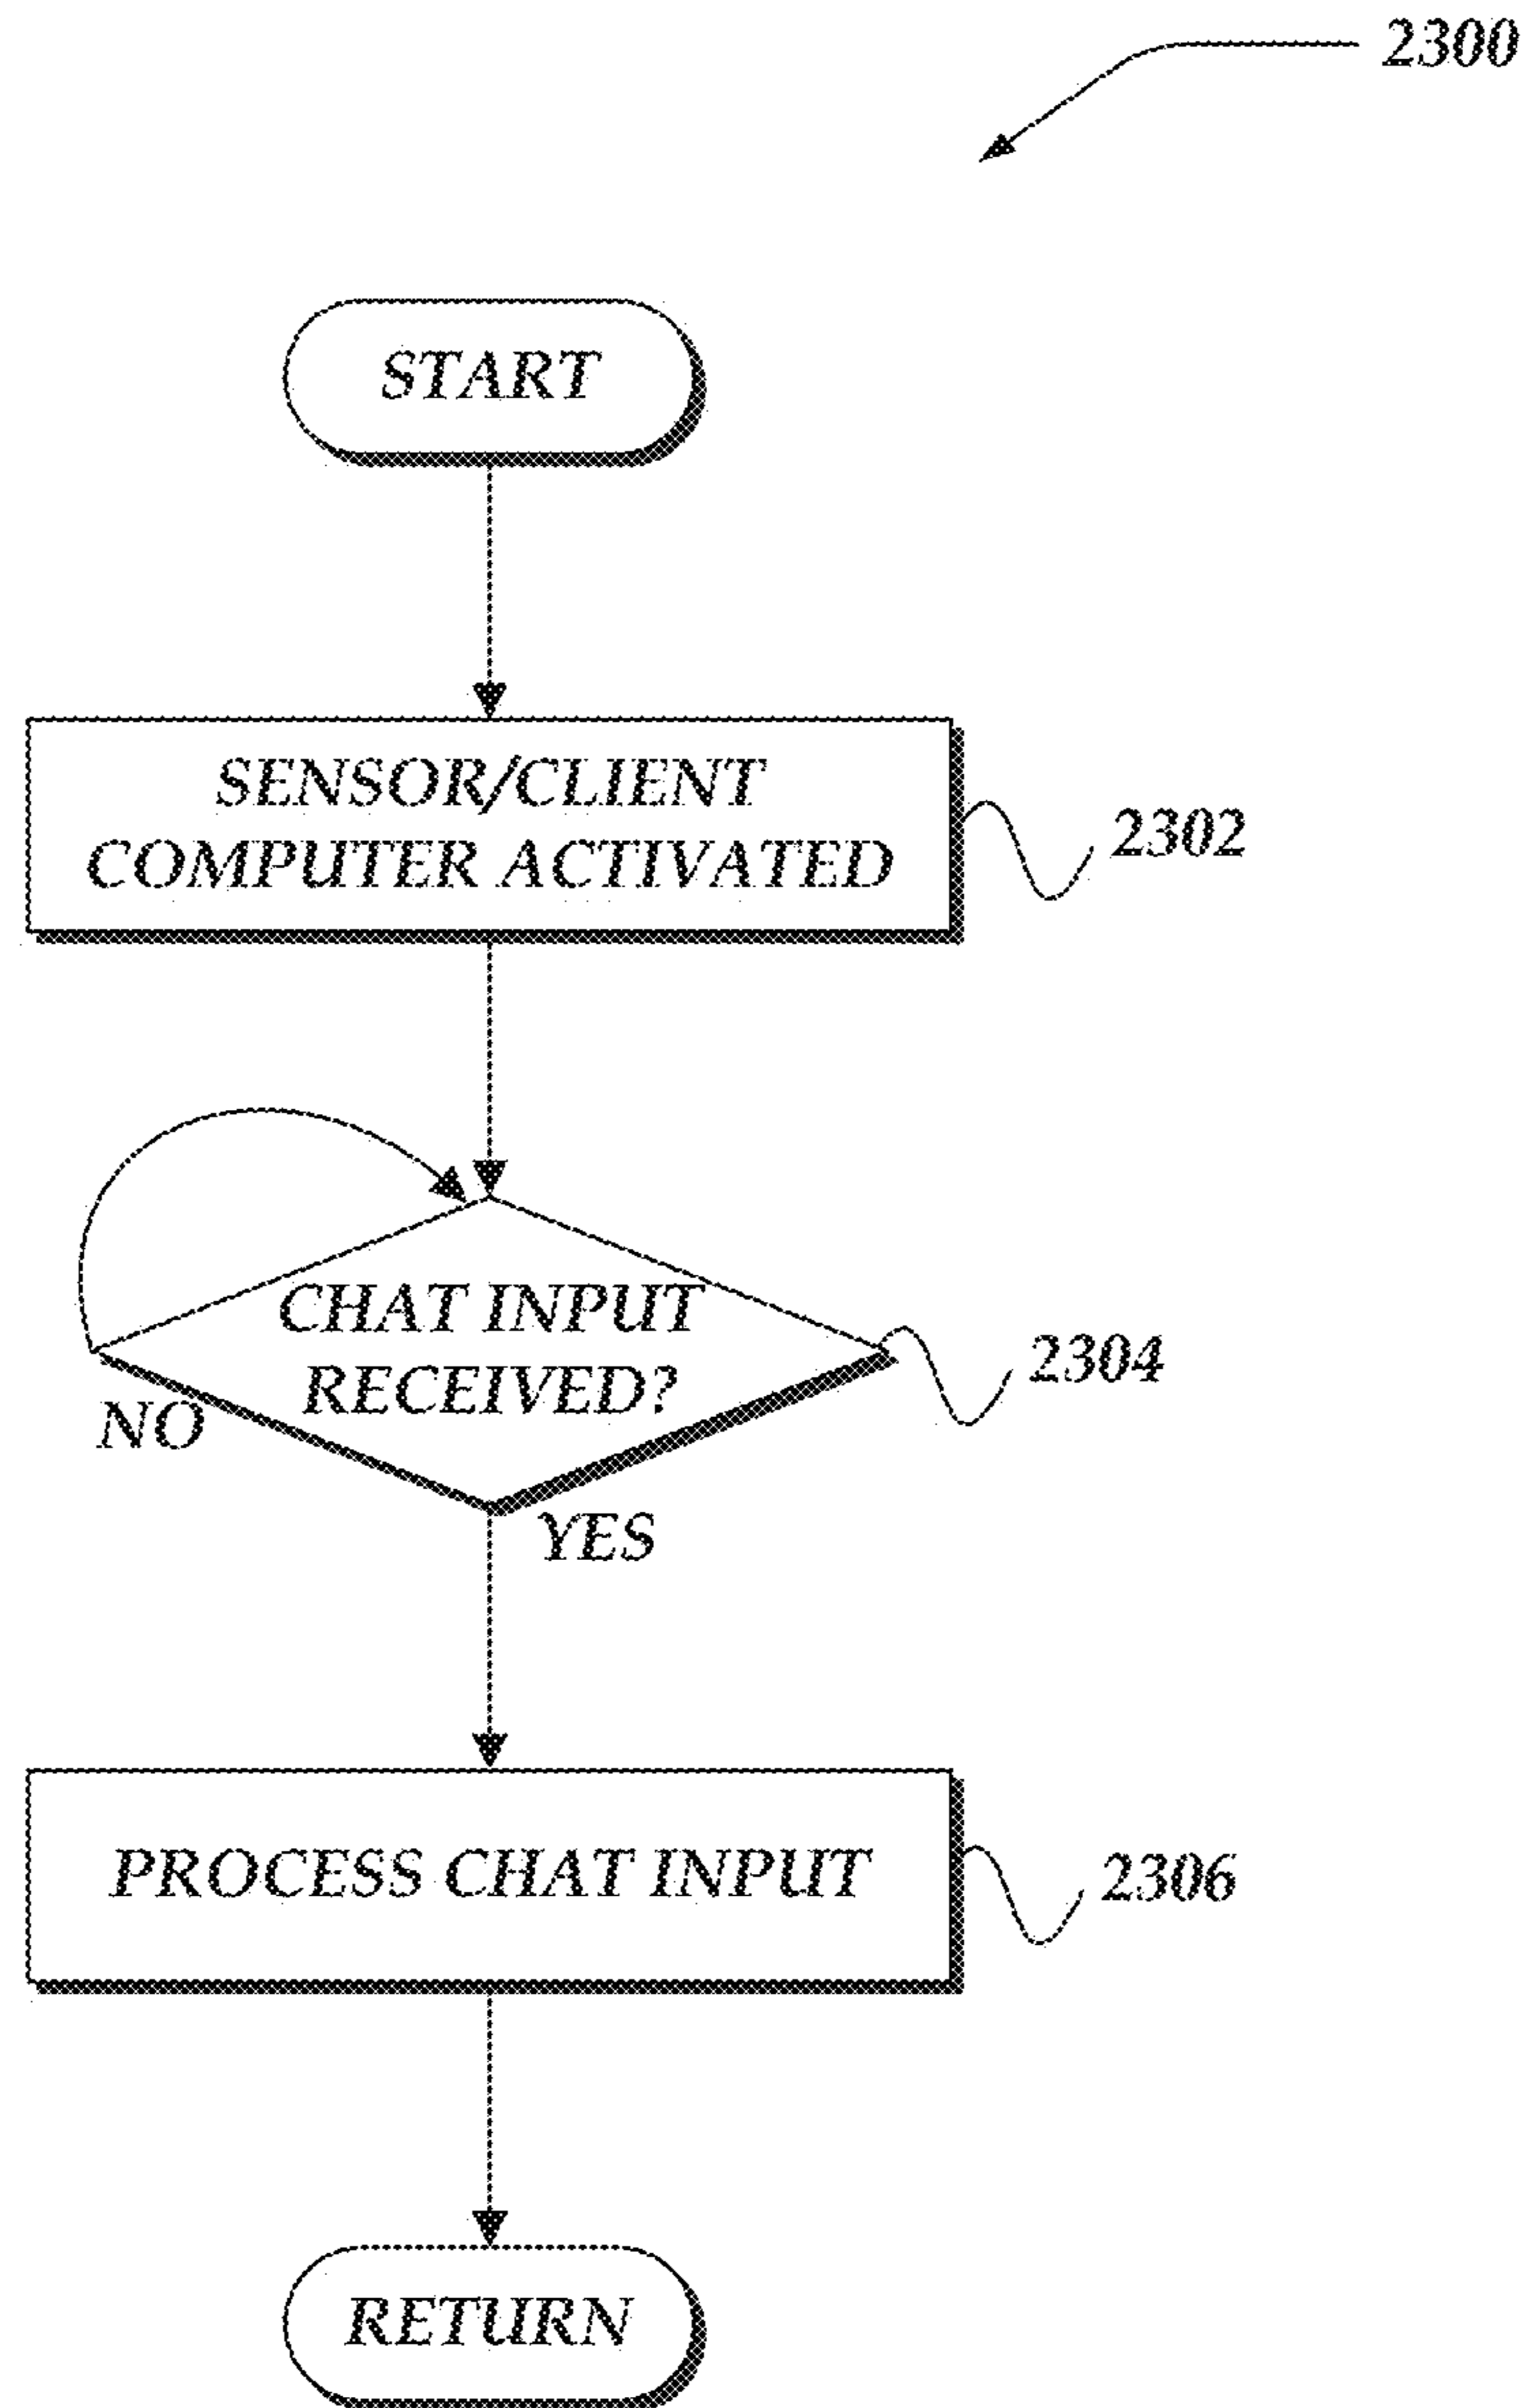 2300
START
SENSOR/CLIENT
COMPUTER ACTIVATED
2302
CHAT INPUT
RECEIVED?
2304
NO
YES
PROCESS CHAT INPUT
2306
RETURN